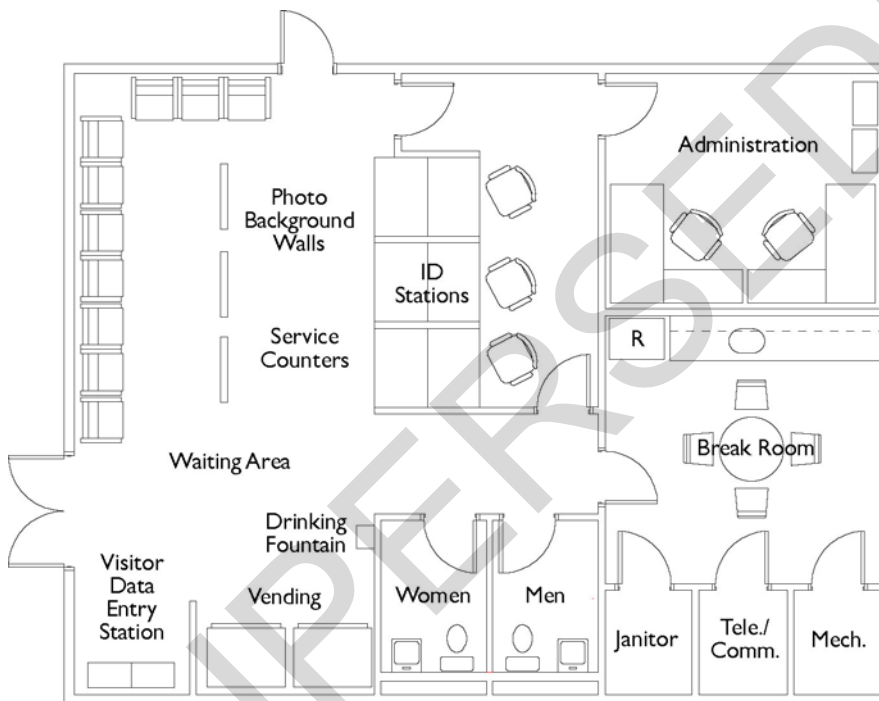 Administration
Photo
Background
Walls
ID
Stations
Service
Counters
R
Break Room
Waiting Area
Drinking
Fountain
Visitor
Data
Entry
Station
Vending
Women
Men
Janitor
Tele./
Comm.
Mech.
IPERSED